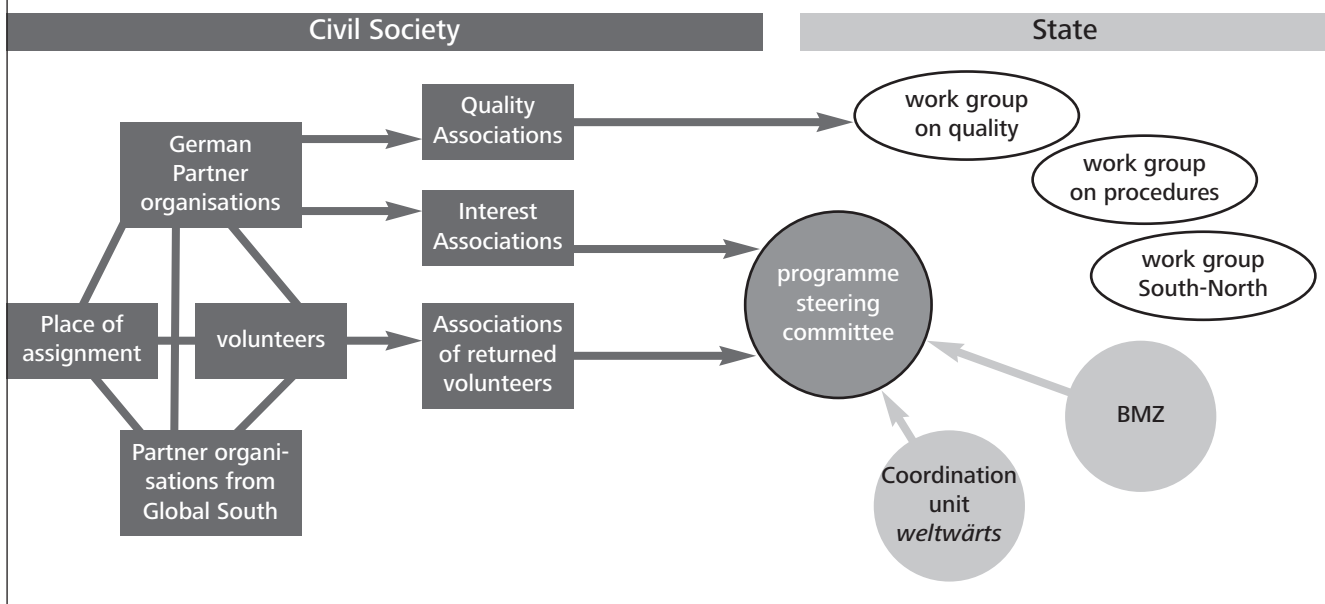 Civil Society
State
German
Partner
organisations
Quality
Associations
Interest
Associations
Place of
assignment
volunteers
Associations
of returned
volunteers
Partner organi-
sations from
Global South
work group
on quality
work group
on procedures
work group
South-North
programme
steering
committee
BMZ
Coordination
unit
weltwärts